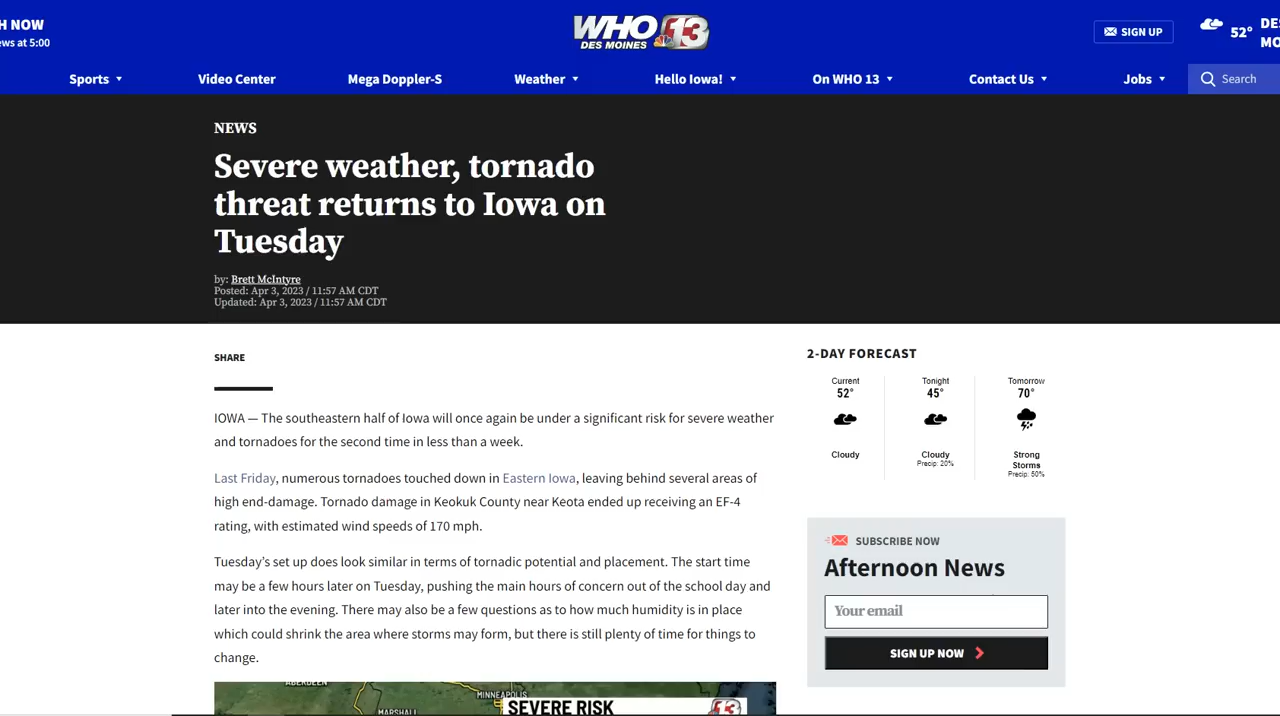 H NOW
ews at 5:00
WHO 13
DES MOINES
SIGN UP
52°
DES
MO
Sports
Video Center
Mega Doppler-S
Weather
Hello Iowa!
On WHO 13
Contact Us
Jobs
Search
NEWS
Severe weather, tornado
threat returns to Iowa on
Tuesday
by: Brett McIntyre
Posted: Apr 3, 2023 / 11:57 AM CDT
Updated: Apr 3, 2023 / 11:57 AM CDT
SHARE
IOWA — The southeastern half of Iowa will once again be under a significant risk for severe weather
and tornadoes for the second time in less than a week.
Last Friday, numerous tornadoes touched down in Eastern Iowa, leaving behind several areas of
high end-damage. Tornado damage in Keokuk County near Keota ended up receiving an EF-4
rating, with estimated wind speeds of 170 mph.
Tuesday’s set up does look similar in terms of tornadic potential and placement. The start time
may be a few hours later on Tuesday, pushing the main hours of concern out of the school day and
later into the evening. There may also be a few questions as to how much humidity is in place
which could shrink the area where storms may form, but there is still plenty of time for things to
change.
ABERDEEN
MINNEAPOLIS
MARSHALL
SEVERE RISK
13
2-DAY FORECAST
Current
52°
Cloudy
Tonight
45°
Cloudy
Precip: 20%
Tomorrow
70°
Strong
Storms
Precip: 50%
SUBSCRIBE NOW
Afternoon News
Your email
SIGN UP NOW